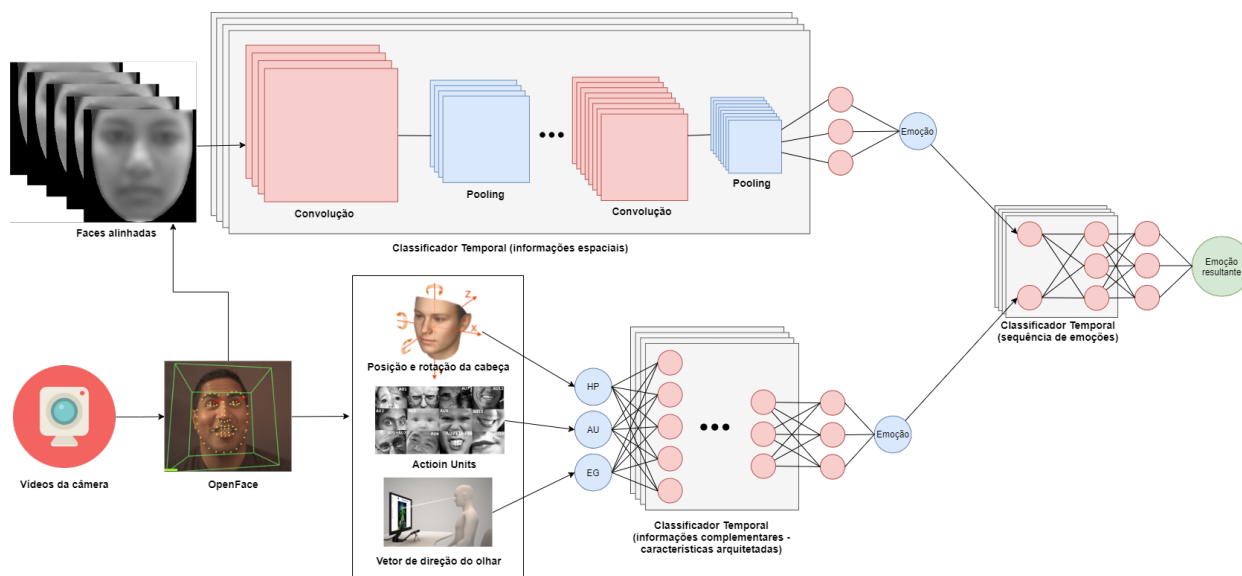 Emoção
Pooling
Pooling
Convolução
Convolução
Faces alinhadas
Classificador Temporal (informações espaciais)
Emoção
resultante
Z
X
Classificador Temporal
(sequência de emoções)
Posição e rotação da cabeça
HP
AU
Emoção
Actioin Units
EG
Vídeos da câmera
OpenFace
Classificador Temporal
(informações complementares -
características arquitetadas)
Vetor de direção do olhar